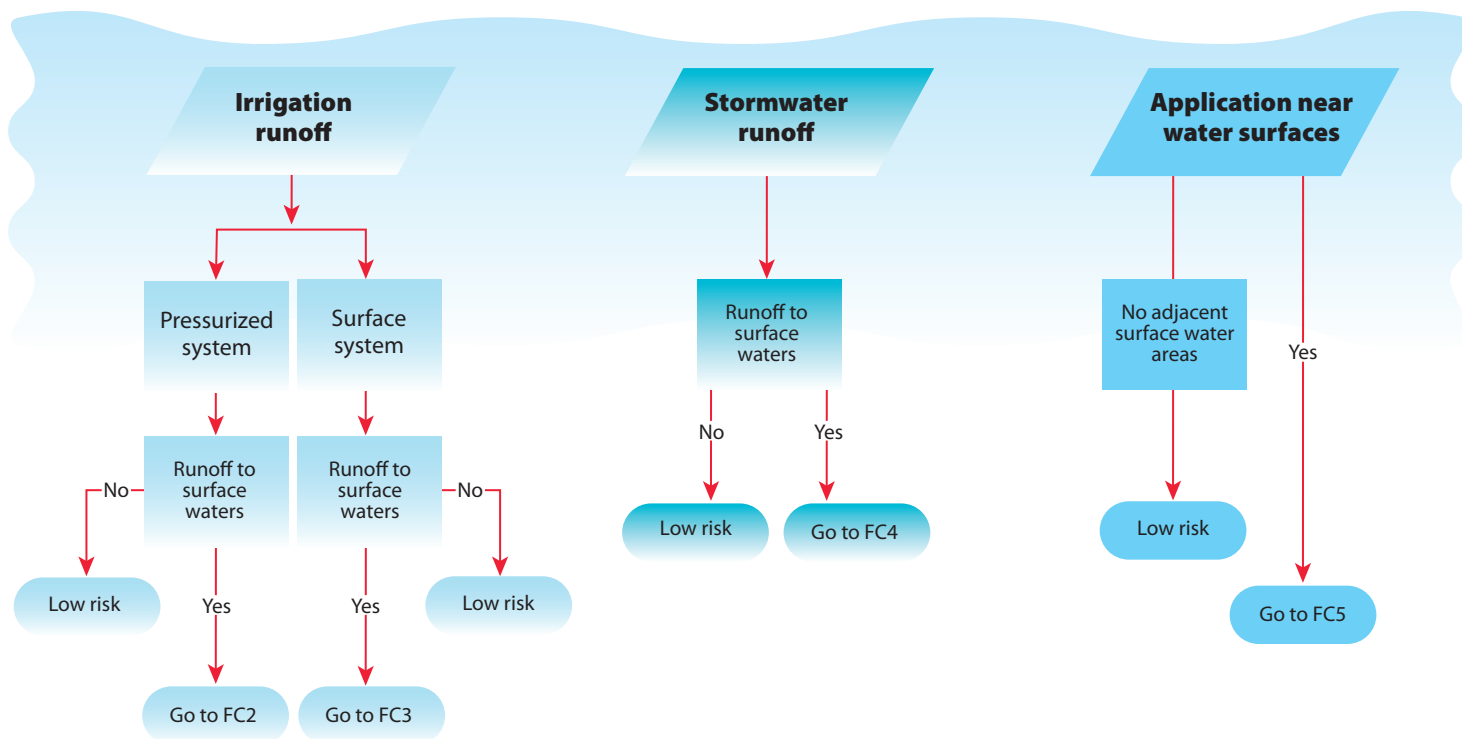 Irrigation
runoff
Pressurized
system
Surface
system
Runoff to
surface
waters
Runoff to
surface
waters
No
No
Low risk
Yes
Yes
Low risk
Go to FC2
Go to FC3
Stormwater
runoff
Runoff to
surface
waters
No
Yes
Low risk
Go to FC4
Application near
water surfaces
No adjacent
surface water
areas
Yes
Low risk
Go to FC5